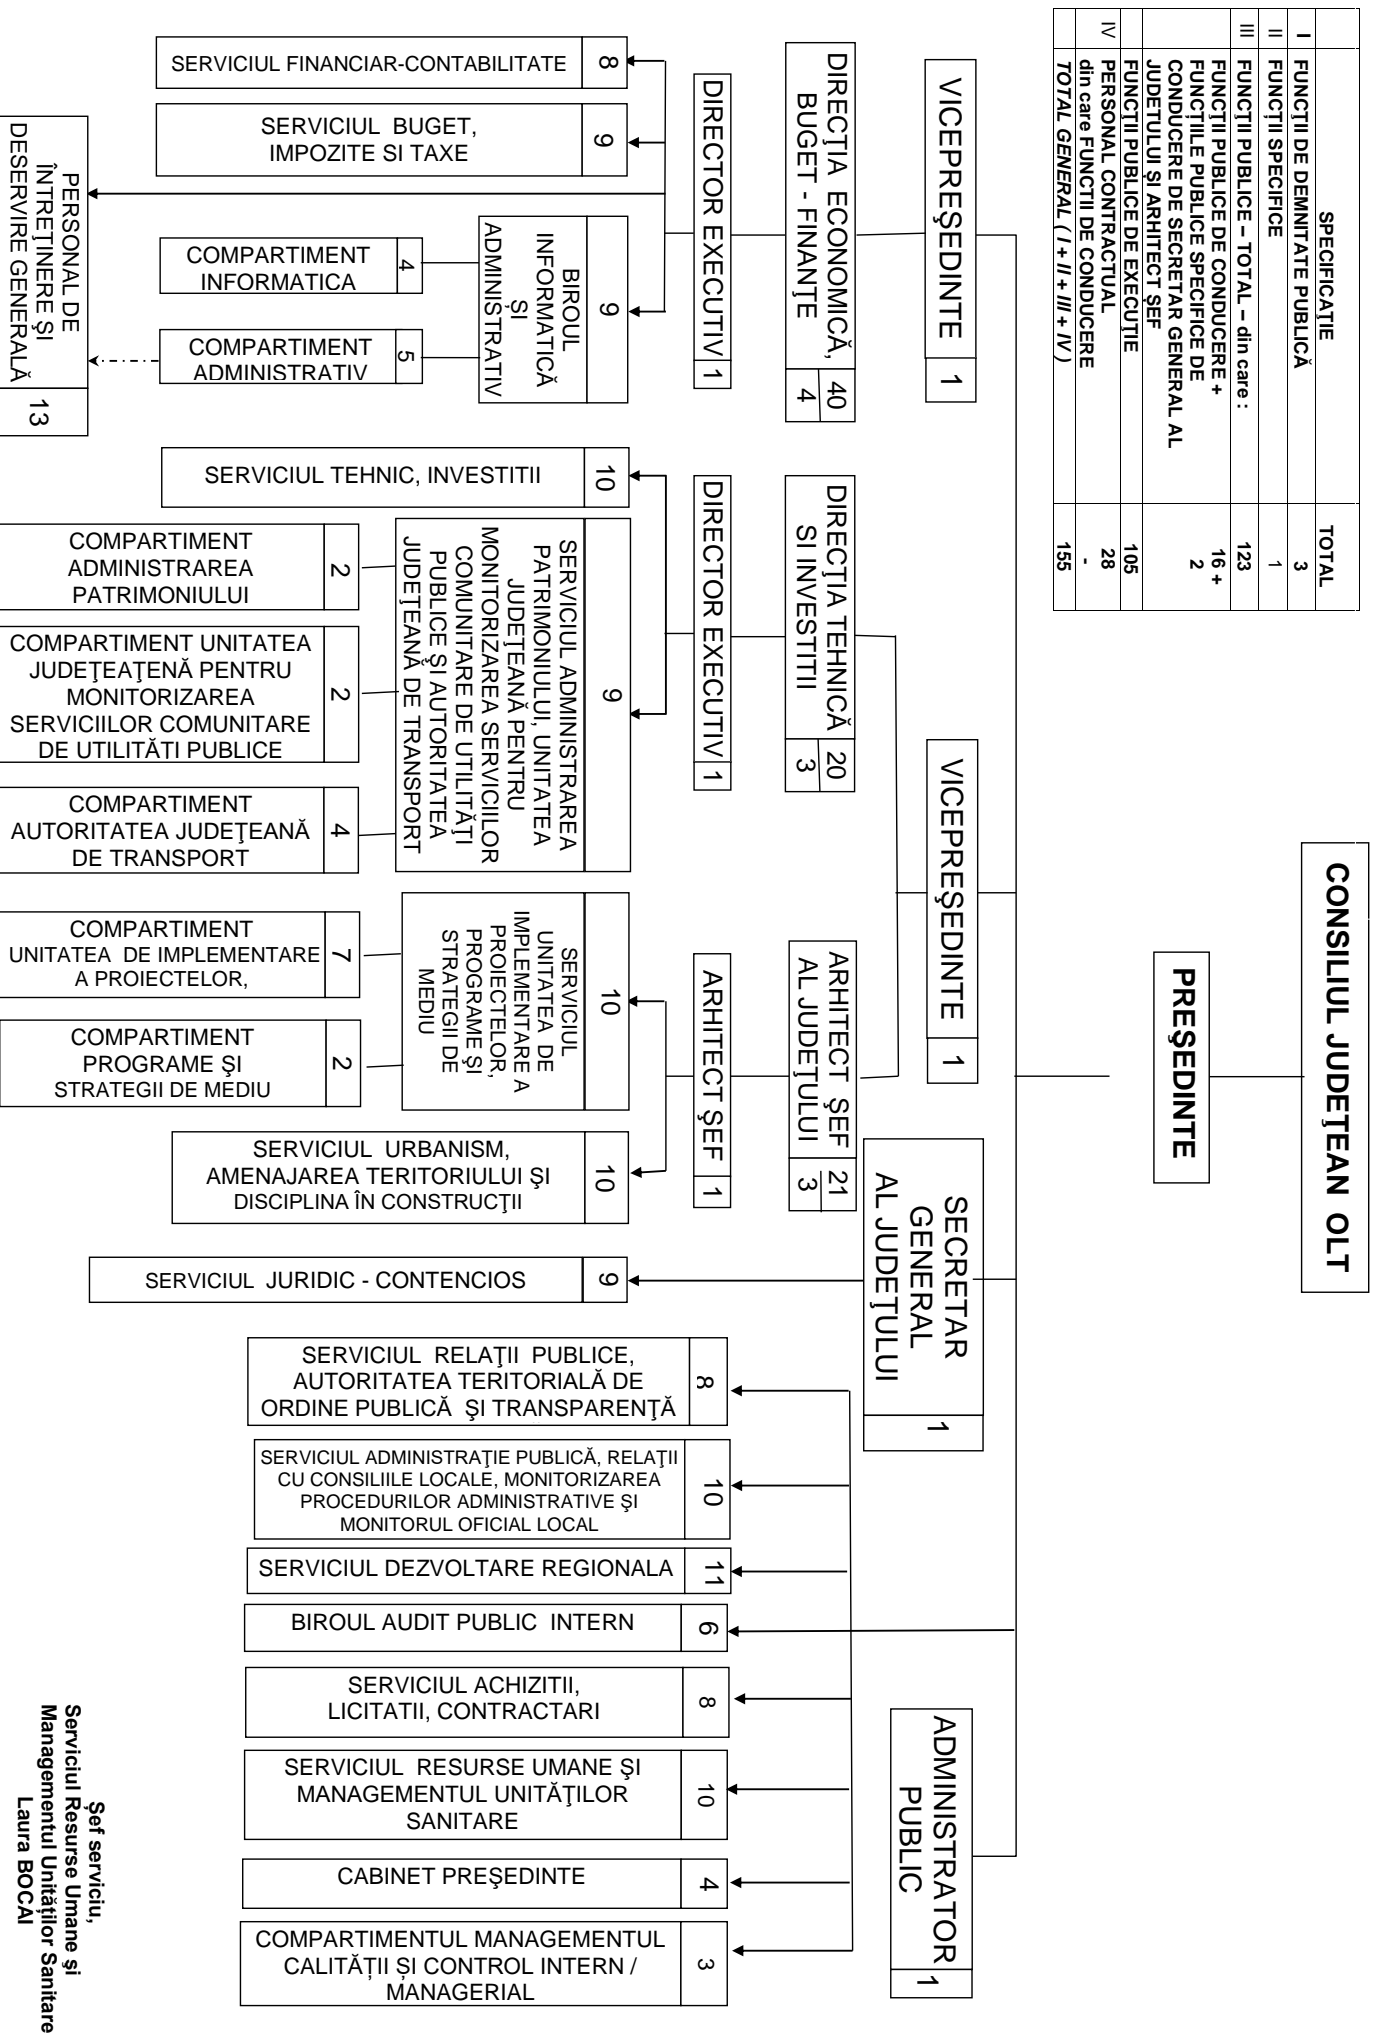 SPECIFICAŢIE TOTAL
I FUNCŢII DE DEMNITATE PUBLICĂ 3
II FUNCŢII SPECIFICE 1
III FUNCŢII PUBLICE – TOTAL – din care : 123
FUNCŢII PUBLICE DE CONDUCERE + 16 +
FUNCŢIILE PUBLICE SPECIFICE DE 2
CONDUCERE DE SECRETAR GENERAL AL
JUDEŢULUI ŞI ARHITECT ŞEF
FUNCŢII PUBLICE DE EXECUŢIE 105
IV PERSONAL CONTRACTUAL 28
din care FUNCTII DE CONDUCERE -
TOTAL GENERAL ( I + II + III + IV ) 155
CONSILIUL JUDEŢEAN OLT
PREŞEDINTE
VICEPREŞEDINTE 1
VICEPREŞEDINTE 1
SECRETAR
GENERAL
AL JUDEŢULUI
1
ADMINISTRATOR
PUBLIC
1
DIRECŢIA ECONOMICĂ,
BUGET - FINANŢE
40
4
DIRECŢIA TEHNICĂ
SI INVESTITII
20
3
ARHITECT ŞEF
AL JUDEŢULUI
21
3
DIRECTOR EXECUTIV 1
DIRECTOR EXECUTIV 1
ARHITECT ŞEF 1
SERVICIUL FINANCIAR-CONTABILITATE 8
SERVICIUL BUGET,
IMPOZITE SI TAXE
9
9
BIROUL
INFORMATICĂ
ŞI
ADMINISTRATIV
COMPARTIMENT
INFORMATICA
4
COMPARTIMENT
ADMINISTRATIV
5
PERSONAL DE
ÎNTREŢINERE ŞI
DESERVIRE GENERALĂ
13
SERVICIUL TEHNIC, INVESTITII 10
9
SERVICIUL ADMINISTRAREA
PATRIMONIULUI, UNITATEA
JUDEŢEANĂ PENTRU
MONITORIZAREA SERVICIILOR
COMUNITARE DE UTILITĂŢI
PUBLICE ŞI AUTORITATEA
JUDEŢEANĂ DE TRANSPORT
COMPARTIMENT
ADMINISTRAREA
PATRIMONIULUI
2
COMPARTIMENT UNITATEA
JUDEŢEAŢENĂ PENTRU
MONITORIZAREA
SERVICIILOR COMUNITARE
DE UTILITĂŢI PUBLICE
2
COMPARTIMENT
AUTORITATEA JUDEŢEANĂ
DE TRANSPORT
4
10
SERVICIUL
UNITATEA DE
IMPLEMENTARE A
PROIECTELOR,
PROGRAME ŞI
STRATEGII DE
MEDIU
COMPARTIMENT
UNITATEA DE IMPLEMENTARE
A PROIECTELOR,
7
COMPARTIMENT
PROGRAME ŞI
STRATEGII DE MEDIU
2
SERVICIUL URBANISM,
AMENAJAREA TERITORIULUI ŞI
DISCIPLINA ÎN CONSTRUCŢII
10
SERVICIUL JURIDIC - CONTENCIOS 9
SERVICIUL RELAŢII PUBLICE,
AUTORITATEA TERITORIALĂ DE
ORDINE PUBLICĂ ŞI TRANSPARENŢĂ
8
SERVICIUL ADMINISTRAŢIE PUBLICĂ, RELAŢII
CU CONSILIILE LOCALE, MONITORIZAREA
PROCEDURILOR ADMINISTRATIVE ŞI
MONITORUL OFICIAL LOCAL
10
SERVICIUL DEZVOLTARE REGIONALA 11
BIROUL AUDIT PUBLIC INTERN 6
SERVICIUL ACHIZITII,
LICITATII, CONTRACTARI
8
SERVICIUL RESURSE UMANE ŞI
MANAGEMENTUL UNITĂŢILOR
SANITARE
10
CABINET PREŞEDINTE 4
COMPARTIMENTUL MANAGEMENTUL
CALITĂȚII ȘI CONTROL INTERN /
MANAGERIAL
3
Şef serviciu,
Serviciul Resurse Umane şi
Managementul Unităţilor Sanitare
Laura BOCAI